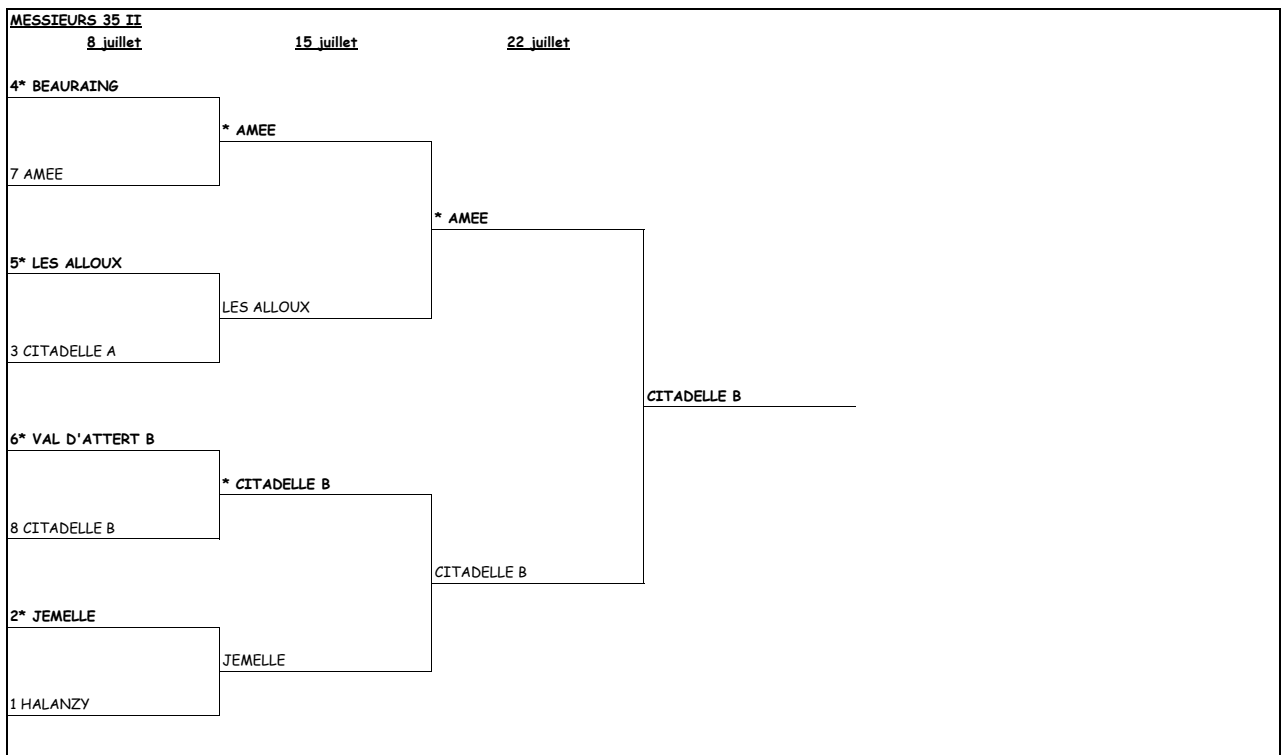 MESSIEURS 35 II
8 juillet 15 juillet 22 juillet
4* BEAURAING
* AMEE
7 AMEE
* AMEE
5* LES ALLOUX
LES ALLOUX
3 CITADELLE A
CITADELLE B
6* VAL D'ATTERT B
* CITADELLE B
8 CITADELLE B
CITADELLE B
2* JEMELLE
JEMELLE
1 HALANZY